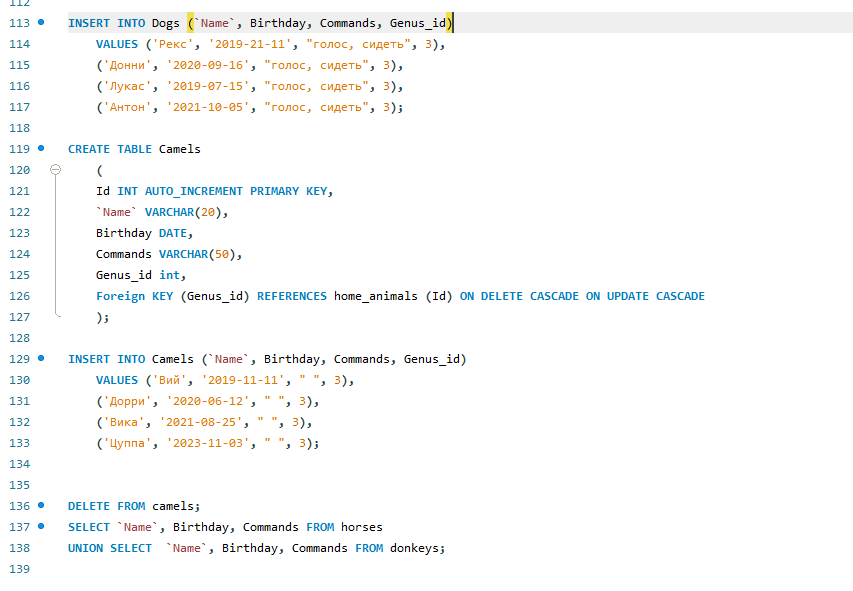 112
113 INSERT INTO Dogs (`Name`, Birthday, Commands, Genus_id)
114 VALUES ('Рекс', '2019-21-11', "голос, сидеть", 3),
115 ('Донни', '2020-09-16', "голос, сидеть", 3),
116 ('Лукас', '2019-07-15', "голос, сидеть", 3),
117 ('Антон', '2021-10-05', "голос, сидеть", 3);
118
119 CREATE TABLE Camels
120 (
121 Id INT AUTO_INCREMENT PRIMARY KEY,
122 `Name` VARCHAR(20),
123 Birthday DATE,
124 Commands VARCHAR(50),
125 Genus_id int,
126 Foreign KEY (Genus_id) REFERENCES home_animals (Id) ON DELETE CASCADE ON UPDATE CASCADE
127 );
128
129 INSERT INTO Camels (`Name`, Birthday, Commands, Genus_id)
130 VALUES ('Вий', '2019-11-11', " ", 3),
131 ('Дорри', '2020-06-12', " ", 3),
132 ('Вика', '2021-08-25', " ", 3),
133 ('Цуппа', '2023-11-03', " ", 3);
134
135
136 DELETE FROM camels;
137 SELECT `Name`, Birthday, Commands FROM horses
138 UNION SELECT  `Name`, Birthday, Commands FROM donkeys;
139